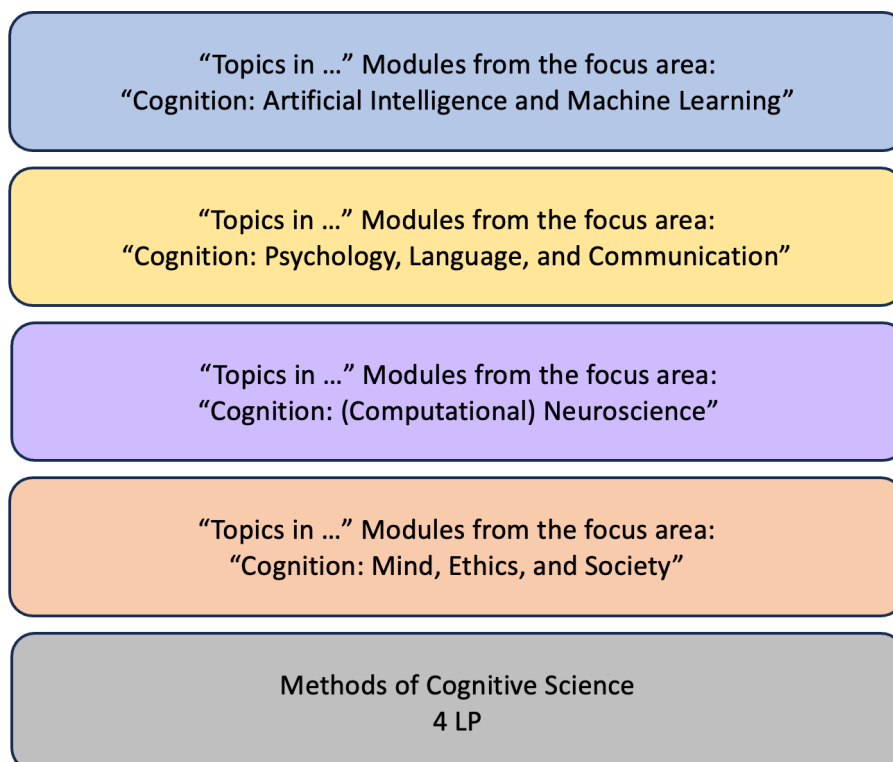 “Topics in …” Modules from the focus area:
“Cognition: Artificial Intelligence and Machine Learning”
“Topics in …” Modules from the focus area:
“Cognition: Psychology, Language, and Communication”
“Topics in …” Modules from the focus area:
“Cognition: (Computational) Neuroscience”
“Topics in …” Modules from the focus area:
“Cognition: Mind, Ethics, and Society”
Methods of Cognitive Science
4 LP